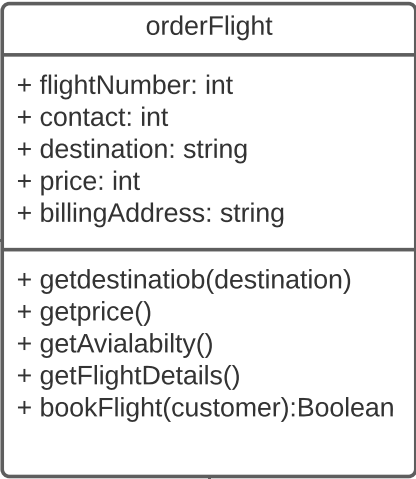 orderFlight
+ flightNumber: int
+ contact: int
+ destination: string
+ price: int
+ billingAddress: string
+ getdestinatiob(destination)
+ getprice()
+ getAvialabilty()
+ getFlightDetails()
+ bookFlight(customer):Boolean